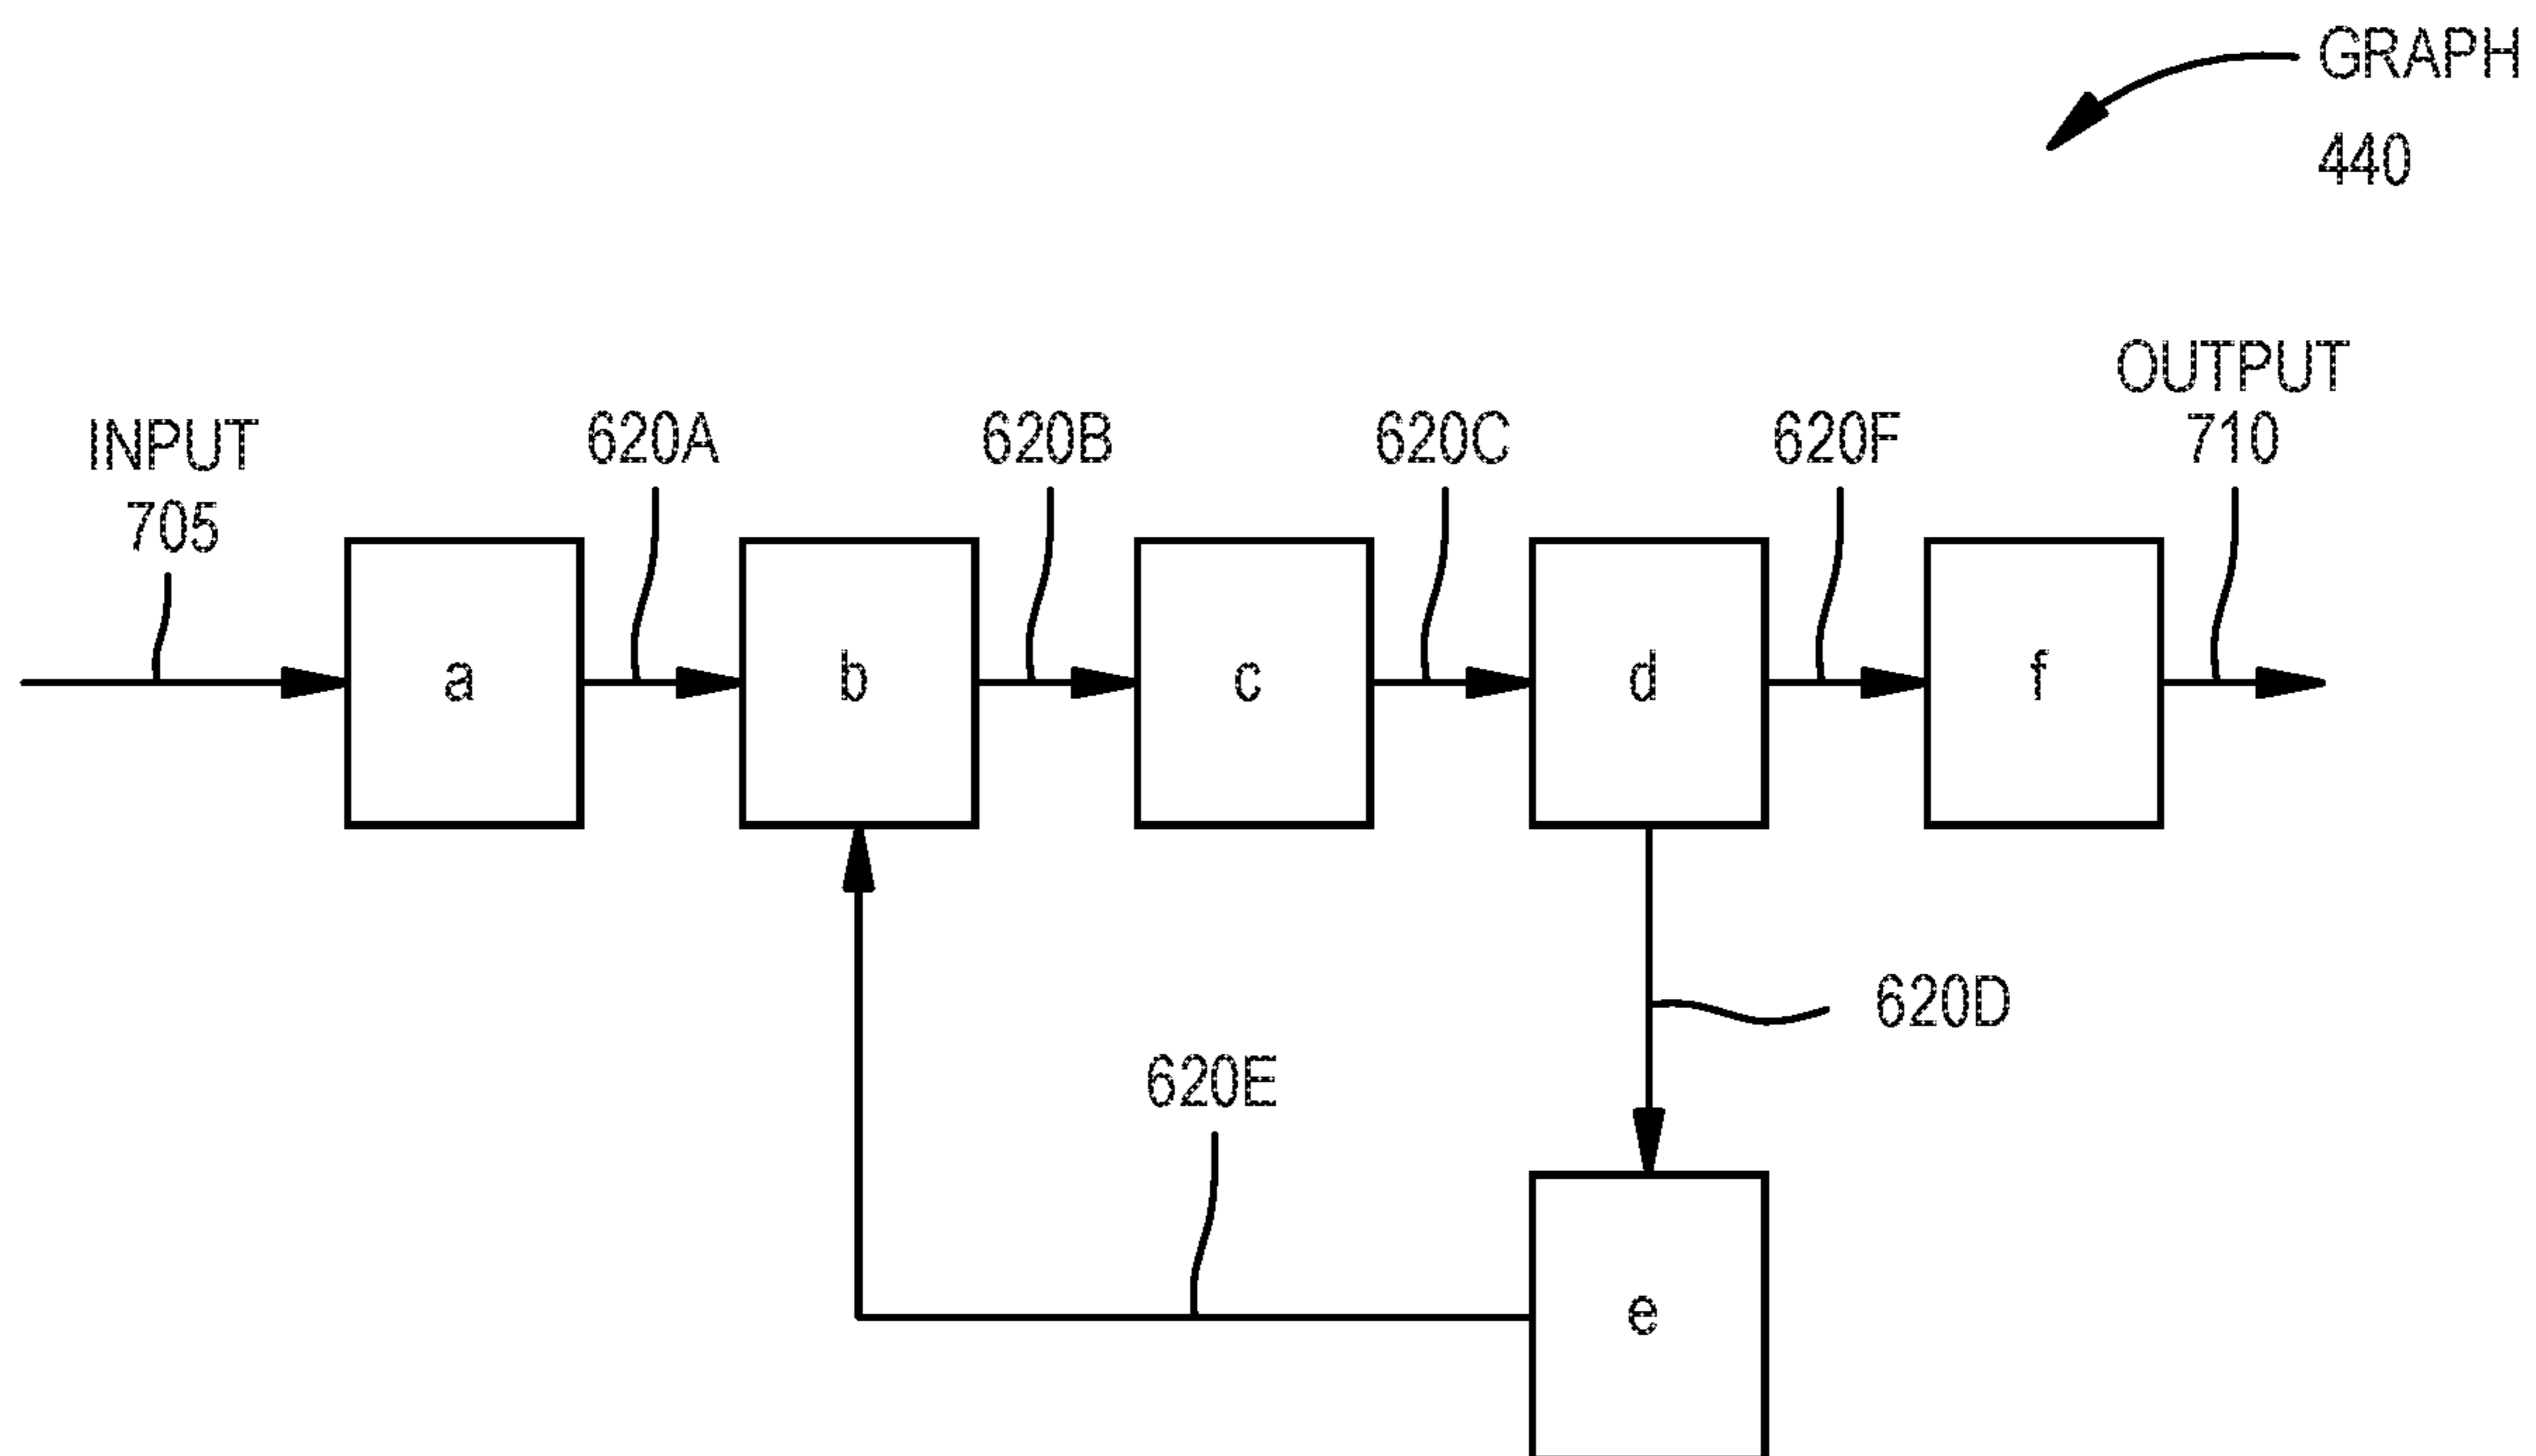 GRAPH
440
OUTPUT
710
INPUT
705
620A
620B
620C
620F
a
b
c
d
f
620D
620E
e